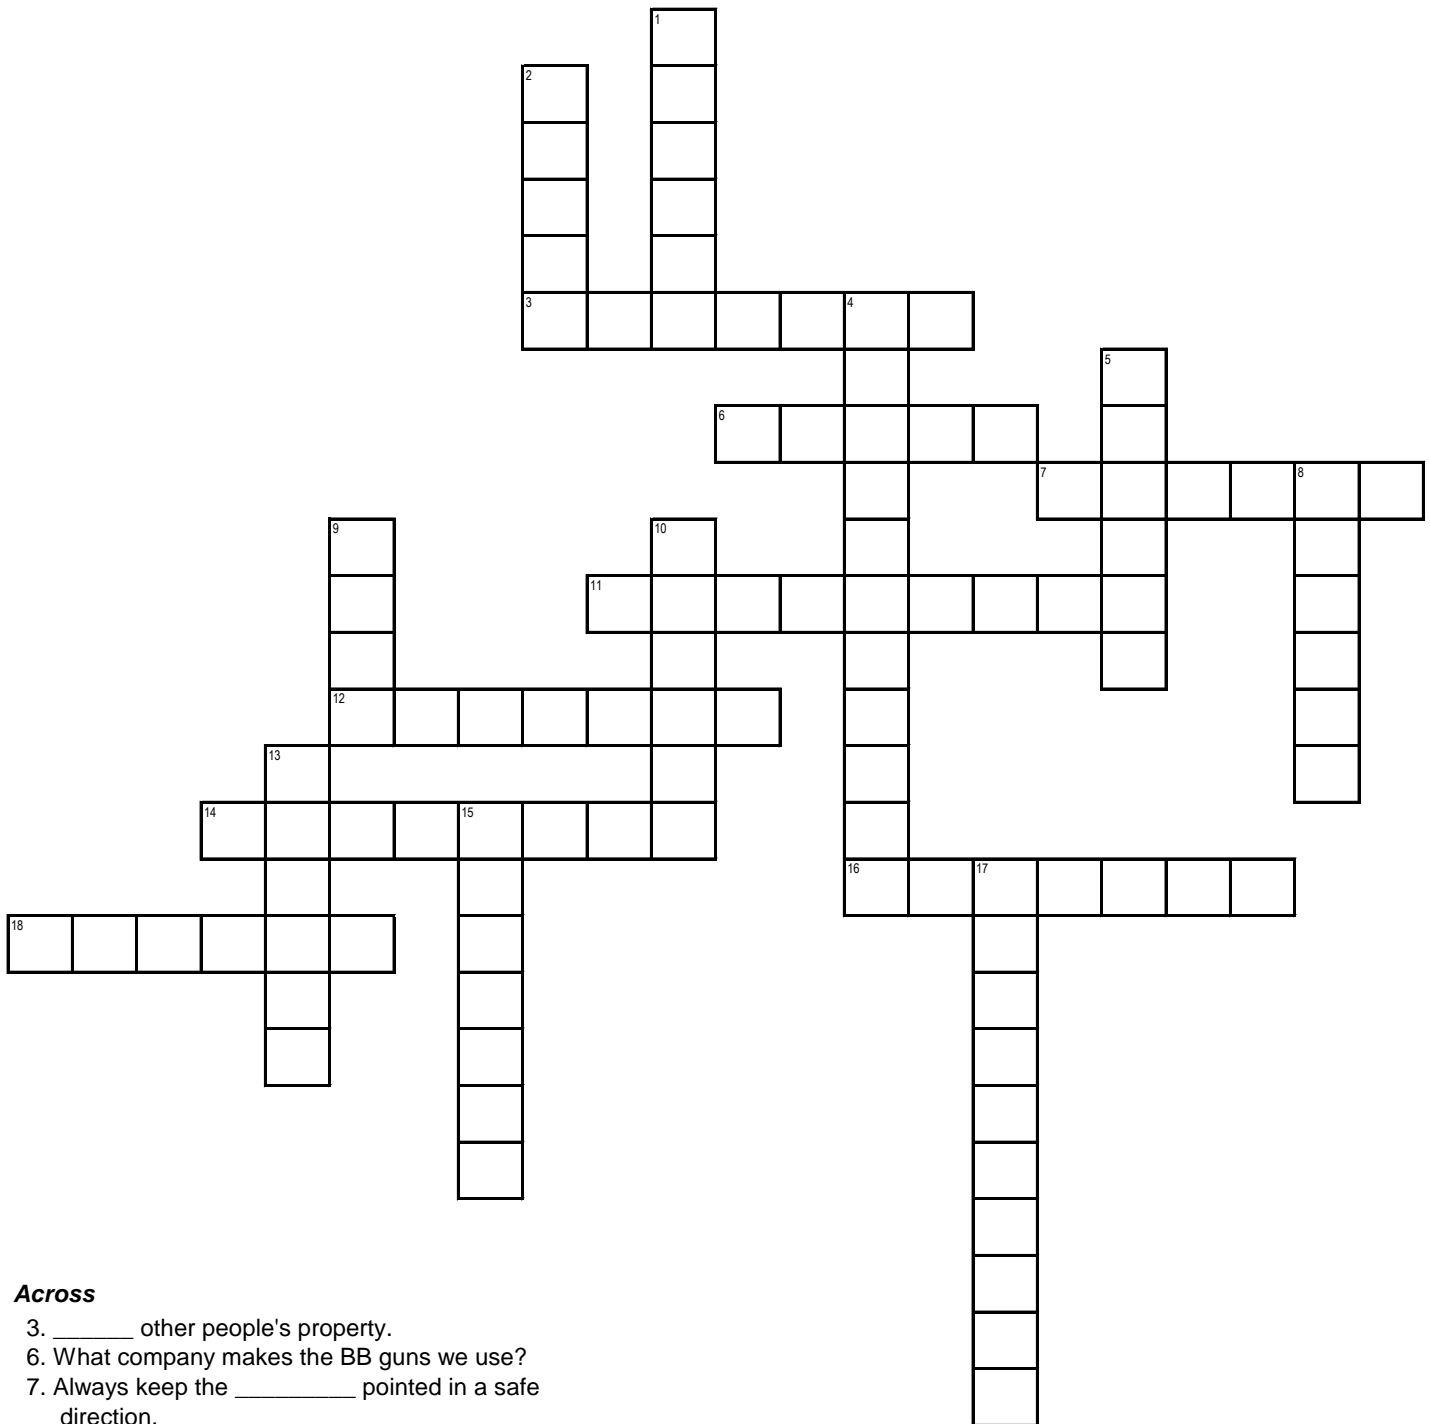 1
2
3 4
5
6
7 8
9 10
11
12
13
14 15
16 17
18
Across
3. ______ other people's property.
6. What company makes the BB guns we use?
7. Always keep the _________ pointed in a safe
direction.